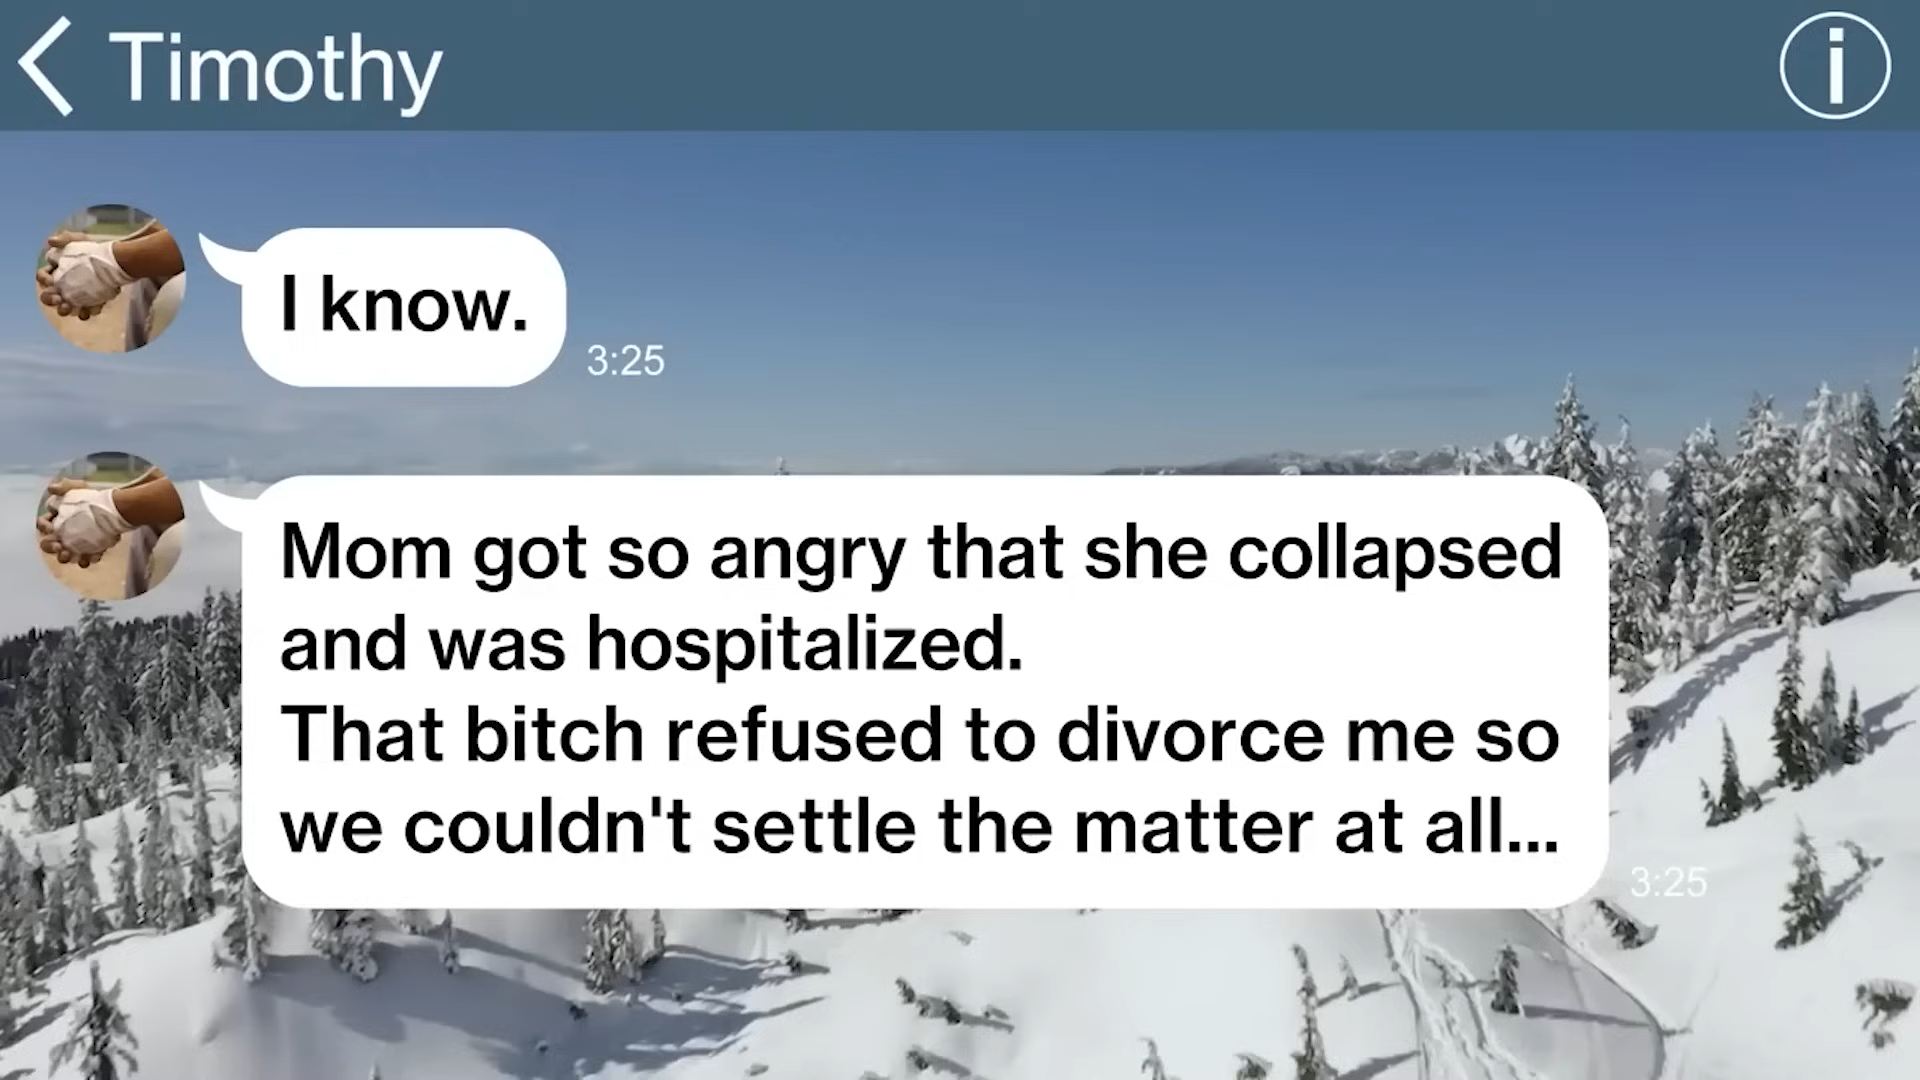 Timothy
I know.
3:25
Mom got so angry that she collapsed
and was hospitalized.
That bitch refused to divorce me so
we couldn't settle the matter at all...
3:25